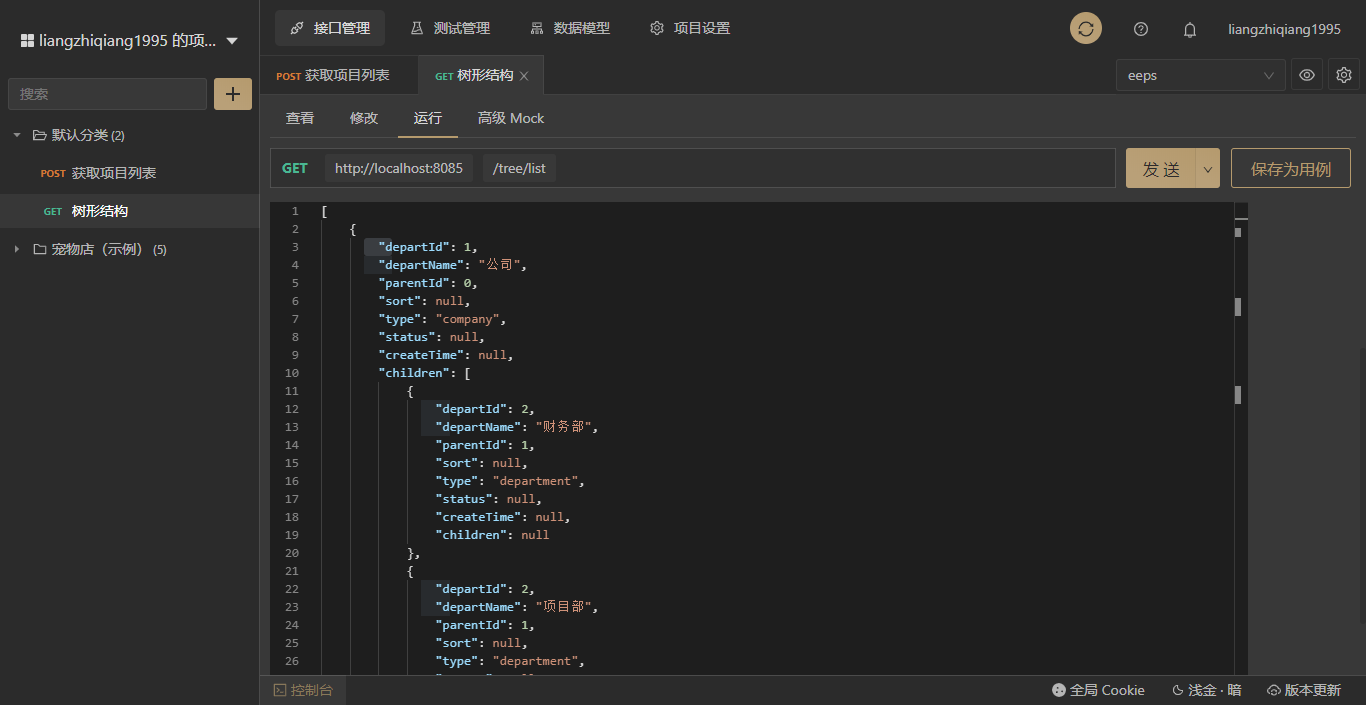 liangzhiqiang1995 的项...
接口管理
测试管理
数据模型
项目设置
liangzhiqiang1995
搜索
POST 获取项目列表
GET 树形结构
eeps
默认分类 (2)
POST 获取项目列表
GET 树形结构
宠物店（示例） (5)
查看
修改
运行
高级 Mock
GET http://localhost:8085 /tree/list
发 送
保存为用例
1 [
2 {
3 "departId": 1,
4 "departName": "公司",
5 "parentId": 0,
6 "sort": null,
7 "type": "company",
8 "status": null,
9 "createTime": null,
10 "children": [
11 {
12 "departId": 2,
13 "departName": "财务部",
14 "parentId": 1,
15 "sort": null,
16 "type": "department",
17 "status": null,
18 "createTime": null,
19 "children": null
20 },
21 {
22 "departId": 2,
23 "departName": "项目部",
24 "parentId": 1,
25 "sort": null,
26 "type": "department",
控制台
全局 Cookie
浅金 · 暗
版本更新